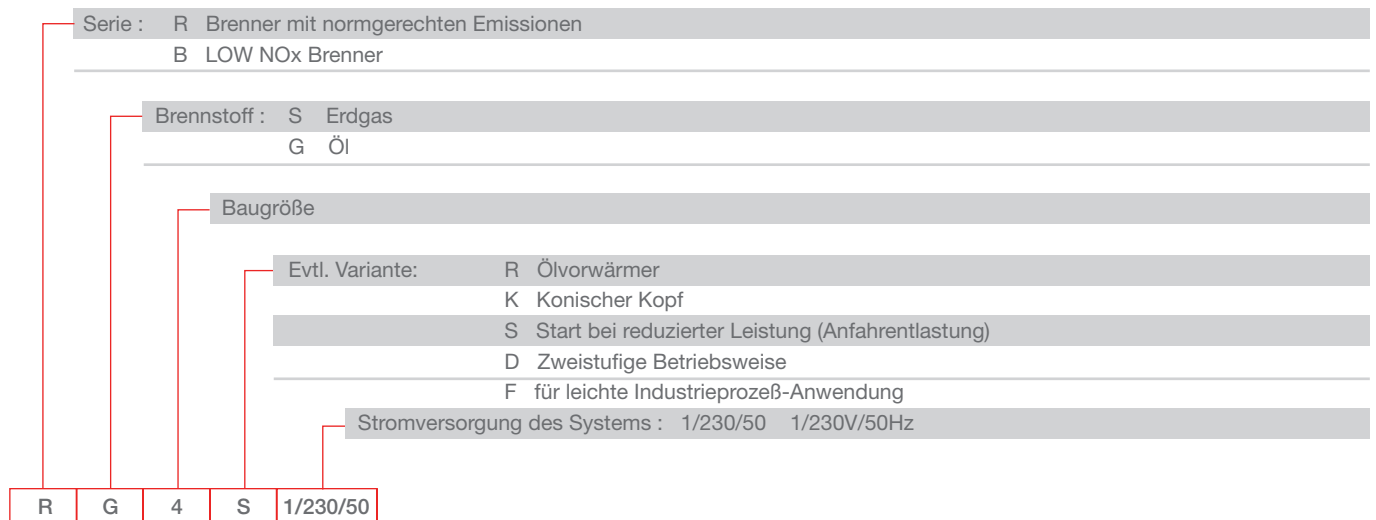 Serie : R Brenner mit normgerechten Emissionen
B LOW NOx Brenner
Brennstoff : S Erdgas
G Öl
Baugröße
Evtl. Variante: R Ölvorwärmer
K Konischer Kopf
S Start bei reduzierter Leistung (Anfahrentlastung)
D Zweistufige Betriebsweise
F für leichte Industrieprozeß-Anwendung
Stromversorgung des Systems : 1/230/50 1/230V/50Hz
R G 4 S 1/230/50